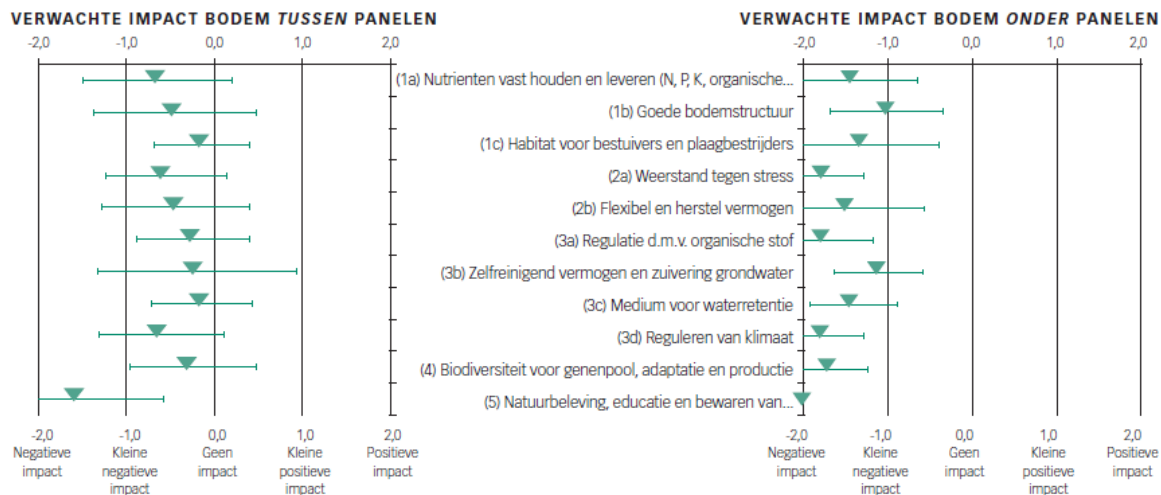 VERWACHTE IMPACT BODEM TUSSEN PANELEN
-2,0 -1,0 0,0 1,0 2,0
VERWACHTE IMPACT BODEM ONDER PANELEN
-2,0 -1,0 0,0 1,0 2,0
(1a) Nutrienten vast houden en leveren (N, P, K, organische...
(1b) Goede bodemstructuur
(1c) Habitat voor bestuivers en plaagbestrijders
(2a) Weerstand tegen stress
(2b) Flexibel en herstel vermogen
(3a) Regulatie d.m.v. organische stof
(3b) Zelfreinigend vermogen en zuivering grondwater
(3c) Medium voor waterretentie
(3d) Reguleren van klimaat
(4) Biodiversiteit voor genenpool, adaptatie en productie
(5) Natuurbeleving, educatie en bewaren van...
-2,0 -1,0 0,0 1,0 2,0
Negatieve Kleine Geen Kleine Positieve
impact negatieve impact positieve impact
impact impact
-2,0 -1,0 0,0 1,0 2,0
Negatieve Kleine Geen Kleine Positieve
impact negatieve impact positieve impact
impact impact